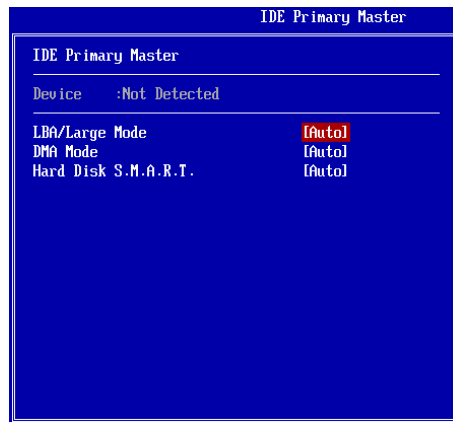 IDE Primary Master
IDE Primary Master
Device :Not Detected
LBA/Large Mode [Auto]
DMA Mode [Auto]
Hard Disk S.M.A.R.T. [Auto]